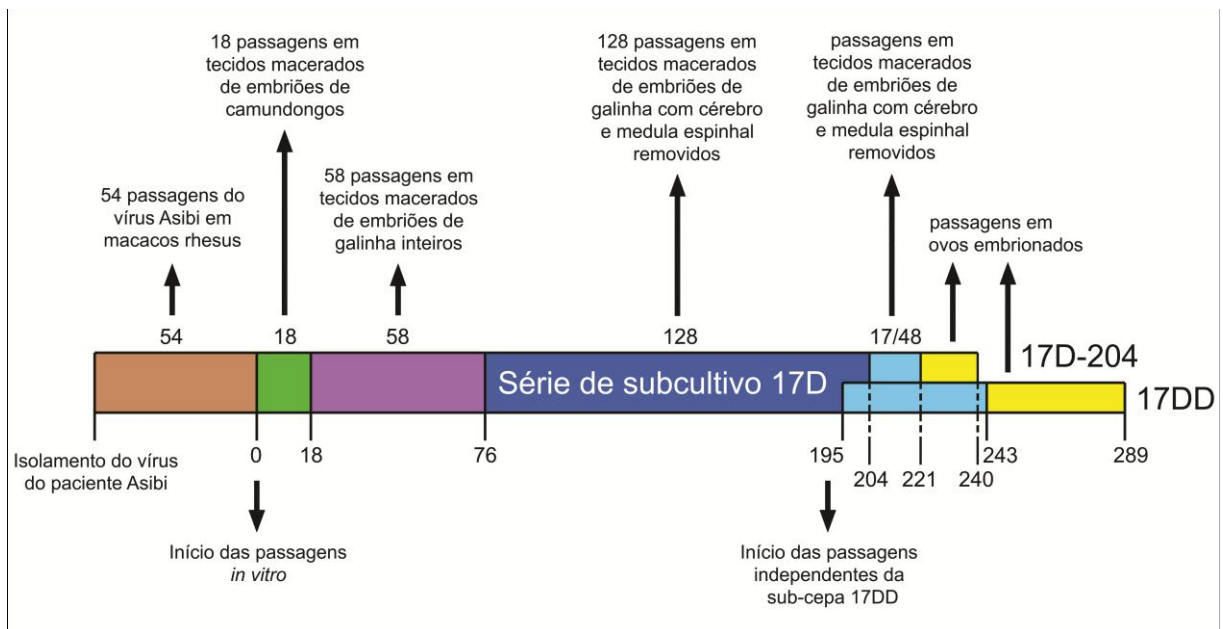 18 passagens em
tecidos macerados
de embriões de
camundongos
128 passagens em
tecidos macerados
de embriões de
galinha com cérebro
e medula espinhal
removidos
passagens em
tecidos macerados
de embriões de
galinha com cérebro
e medula espinhal
removidos
54 passagens do
vírus Asibi em
macacos rhesus
58 passagens em
tecidos macerados
de embriões de
galinha inteiros
passagens em
ovos embrionados
54
18
58
128
17/48
Série de subcultivo 17D
17D-204
17DD
Isolamento do vírus
do paciente Asibi
0
18
76
195
204
221
240
243
289
Início das passagens
in vitro
Início das passagens
independentes da
sub-cepa 17DD